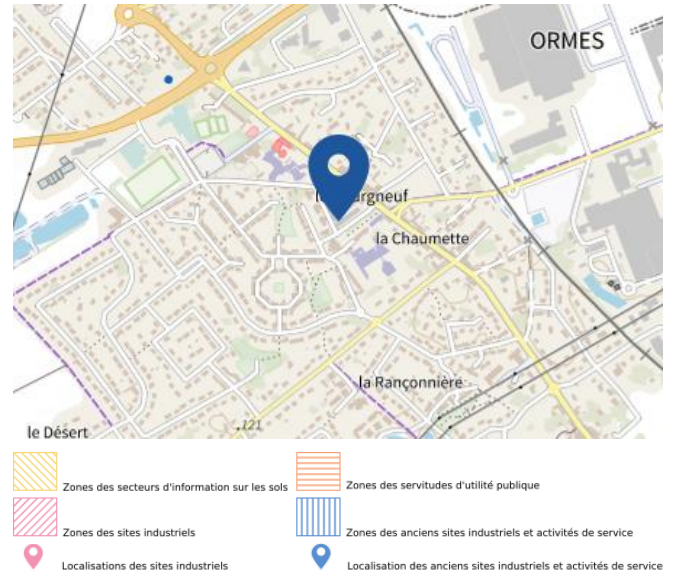 ORMES
la Chaumette
la Rançonnière
le Désert
121
Zones des secteurs d'information sur les sols
Zones des servitudes d'utilité publique
Zones des sites industriels
Zones des anciens sites industriels et activités de service
Localisations des sites industriels
Localisation des anciens sites industriels et activités de service